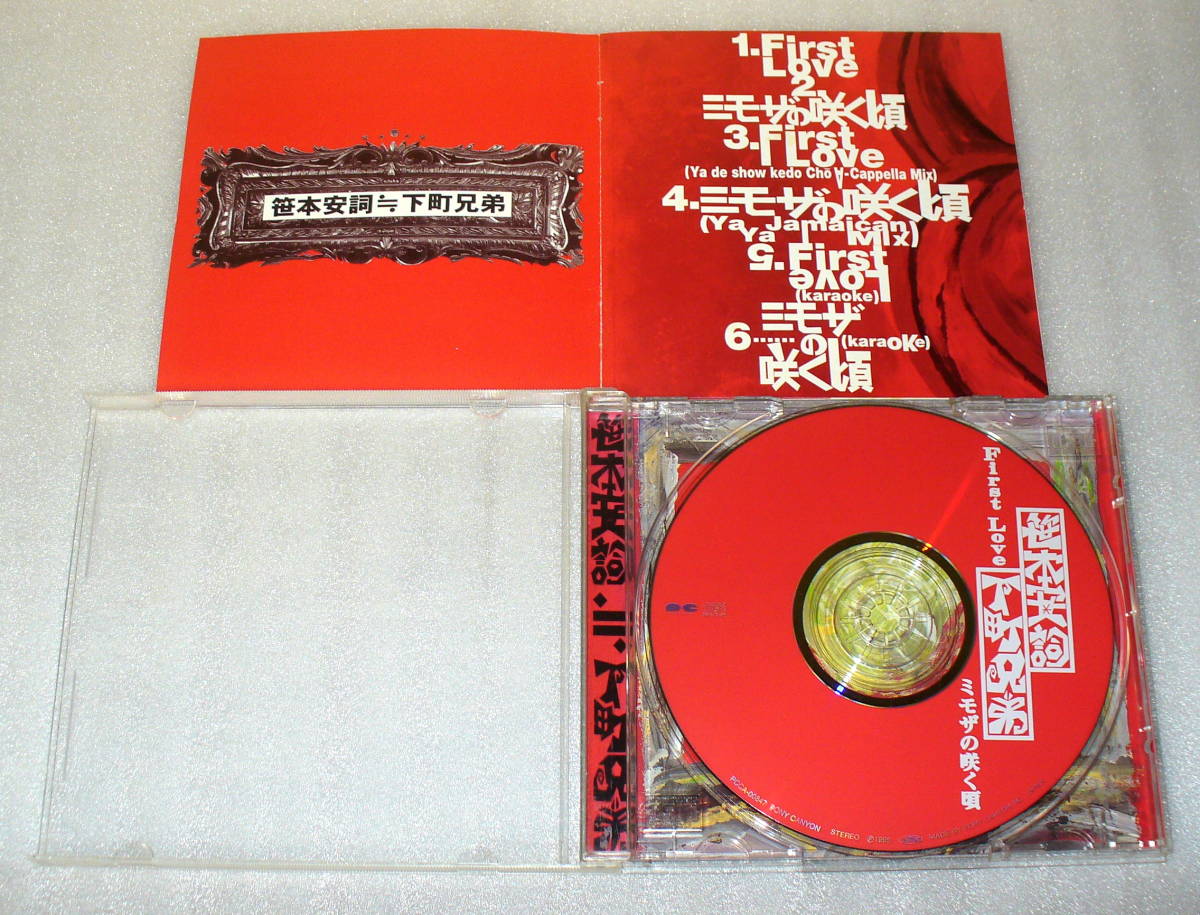 笹本安詞≒下町兄弟
1.First
Love
2.
ミモザの咲く頃
3.First
Love
(Ya de show kedo Cho A-Cappella Mix)
4.ミモザの咲く頃
(Ya Ya Jamaican Mix)
5.First
Love
(karaoke)
6……ミモザの咲く頃
(karaoke)
笹本安詞・≒・下町兄弟
First Love
笹本安詞
下町兄弟
ミモザの咲く頃
PCCA-00847 PONY CANYON STEREO